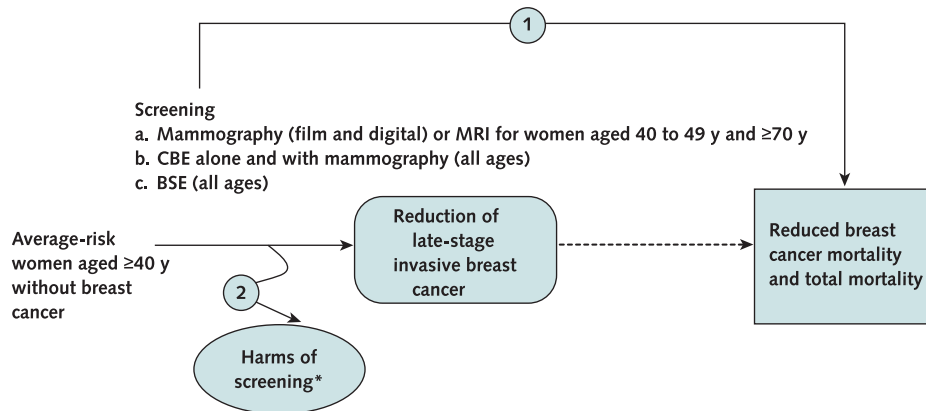 1
Screening
a. Mammography (film and digital) or MRI for women aged 40 to 49 y and ≥70 y
b. CBE alone and with mammography (all ages)
c. BSE (all ages)
Average-risk
women aged ≥40 y
without breast
cancer
2
Harms of
screening*
Reduction of
late-stage
invasive breast
cancer
Reduced breast
cancer mortality
and total mortality